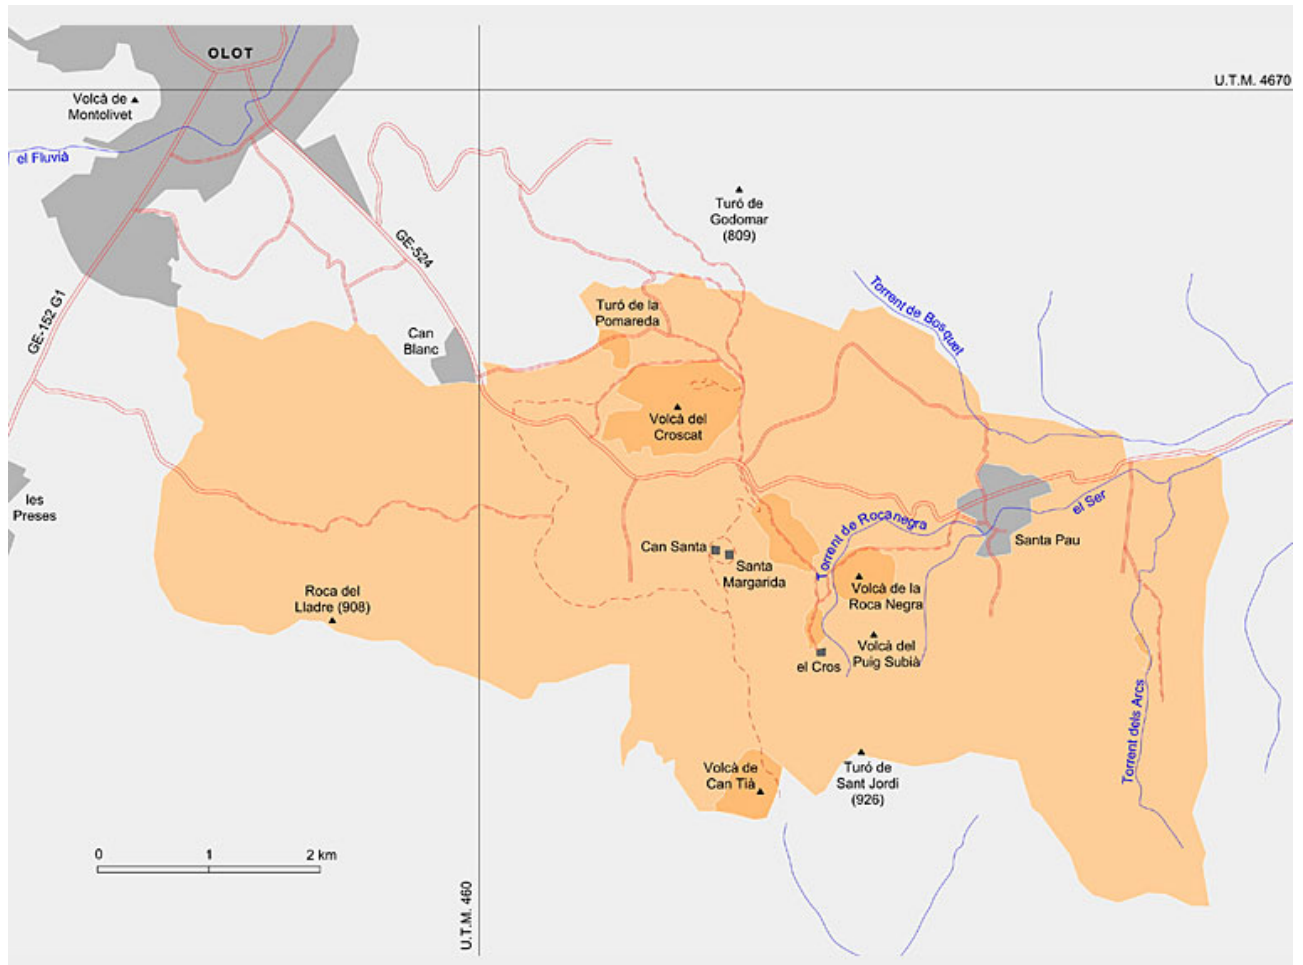 OLOT
U.T.M. 4670
Volcà de
Montolivet
el Fluvià
Turó de
Godomar
(809)
GE-524
GE-152 G1
Torrent de Bosquet
Turó de la
Pomareda
Can
Blanc
Volcà del
Croscat
les
Preses
el Ser
Torrent de Rocanegra
Santa Pau
Can Santa
Santa
Margarida
Volcà de la
Roca Negra
Roca del
Lladre (908)
Volcà del
Puig Subià
el Cros
Torrent dels Arcs
Volcà de
Can Tià
Turó de
Sant Jordi
(926)
0 1 2 km
U.T.M. 460